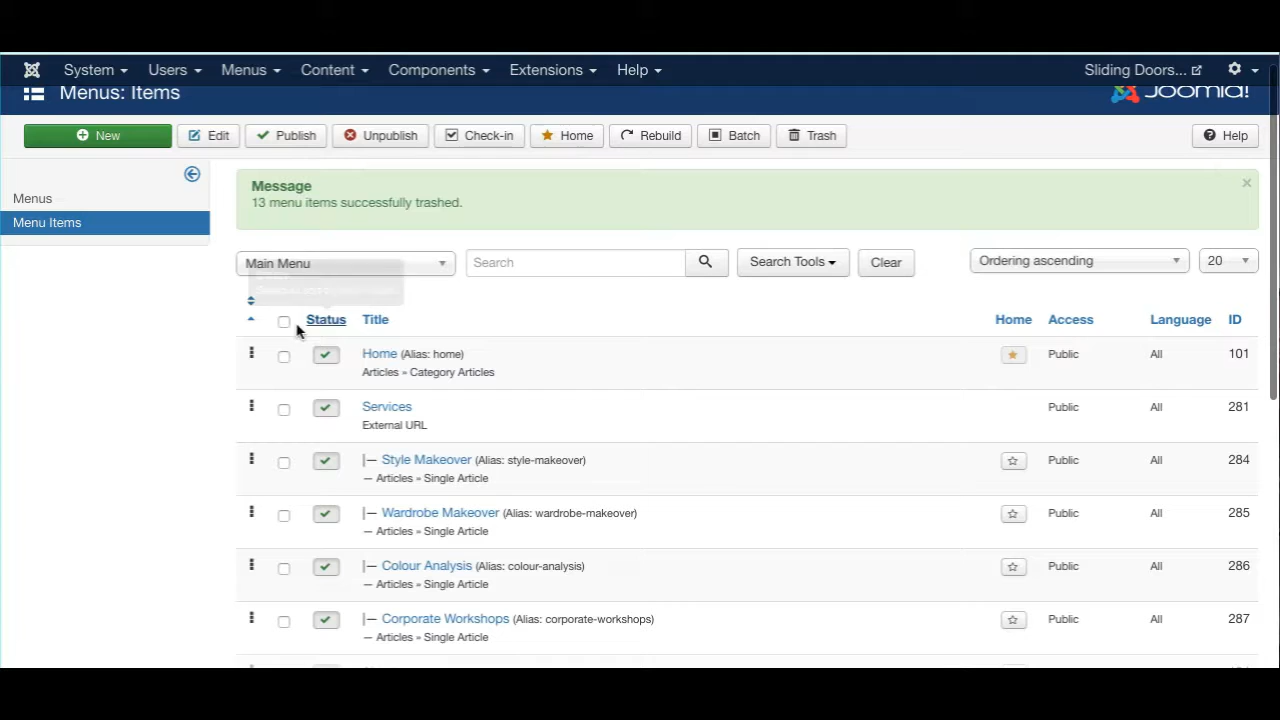 System Users Menus Content Components Extensions Help Sliding Doors...
Menus: Items Joomla!
New Edit Publish Unpublish Check-in Home Rebuild Batch Trash Help
Menus
Menu Items
Message ×
13 menu items successfully trashed.
Main Menu Search Search Tools Clear Ordering ascending 20
Status Title Home Access Language ID
Home (Alias: home) Public All 101
Articles » Category Articles
Services Public All 281
External URL
|— Style Makeover (Alias: style-makeover) Public All 284
— Articles » Single Article
|— Wardrobe Makeover (Alias: wardrobe-makeover) Public All 285
— Articles » Single Article
|— Colour Analysis (Alias: colour-analysis) Public All 286
— Articles » Single Article
|— Corporate Workshops (Alias: corporate-workshops) Public All 287
— Articles » Single Article